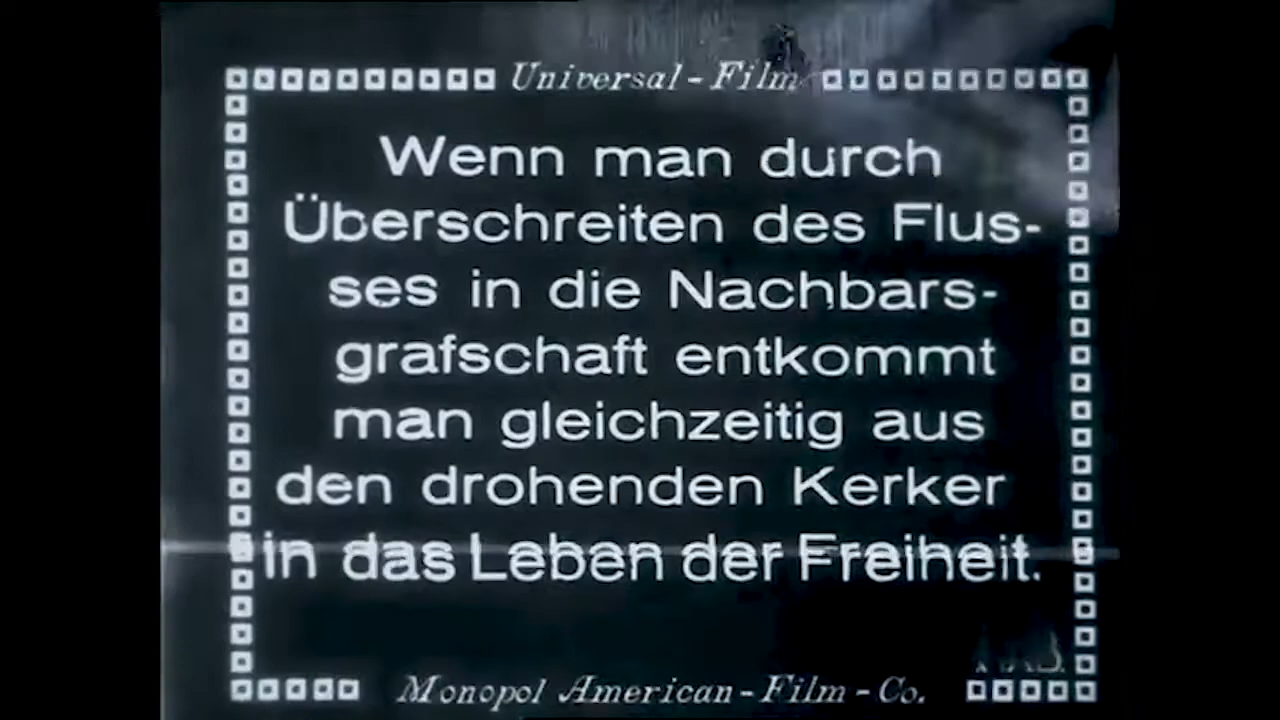 Universal-Film
Wenn man durch
Überschreiten des Flus-
ses in die Nachbars-
grafschaft entkommt
man gleichzeitig aus
den drohenden Kerker
in das Leben der Freiheit.
Monopol American-Film-Co.